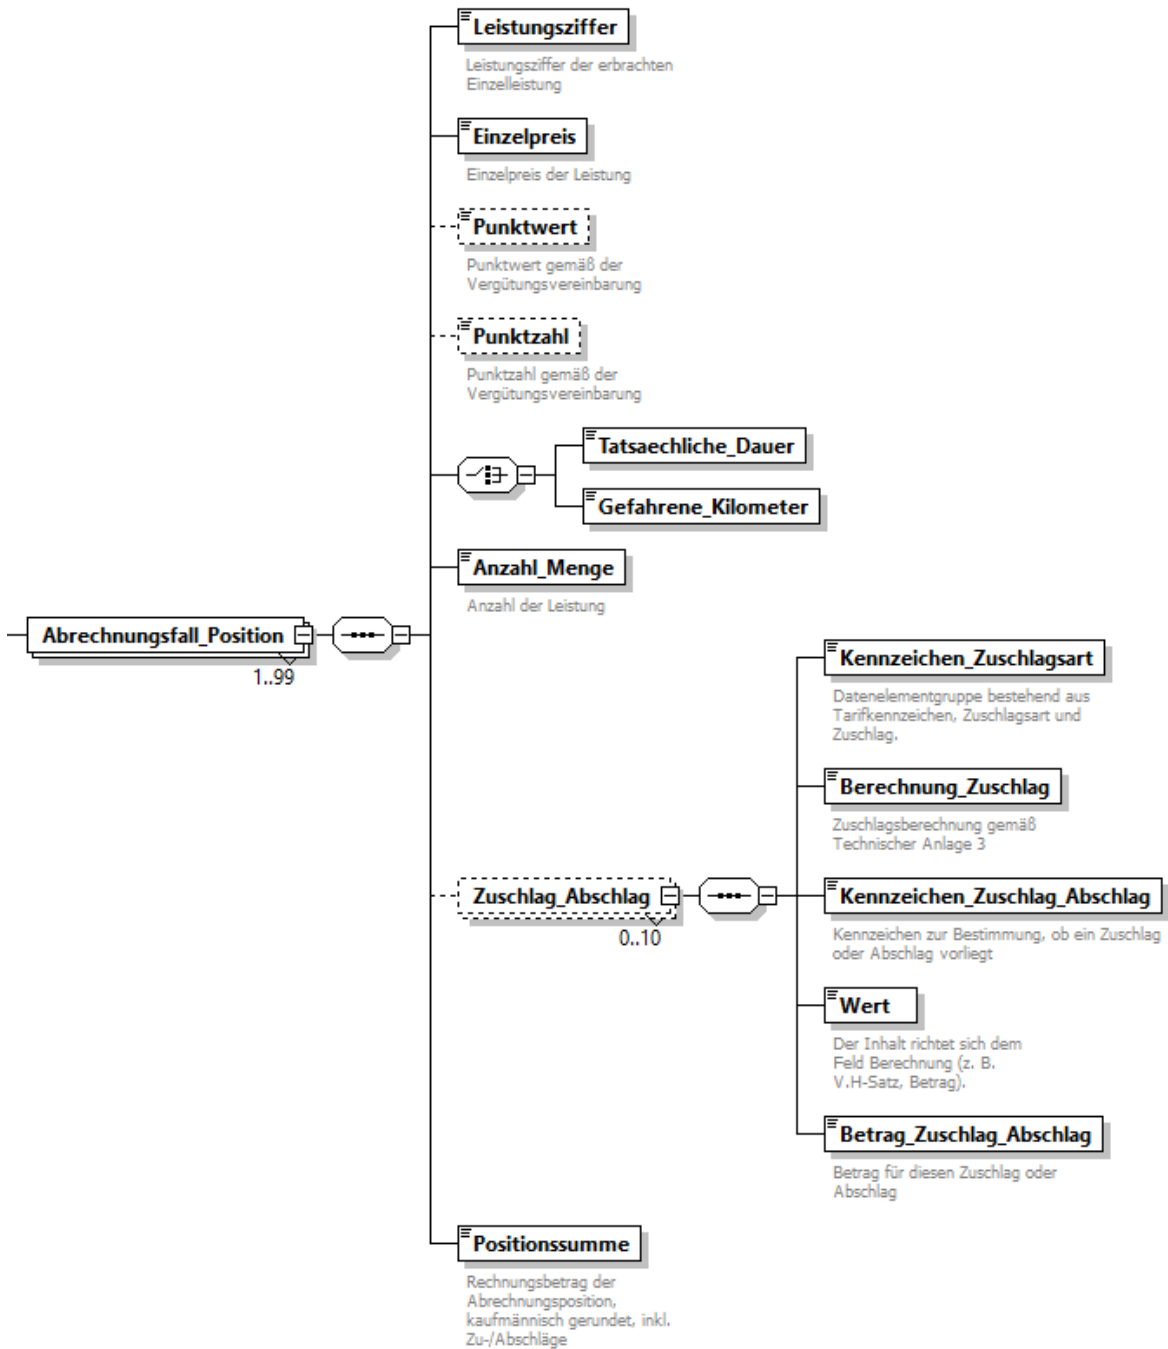 Leistungsziffer
Leistungsziffer der erbrachten
Einzelleistung
Einzelpreis
Einzelpreis der Leistung
Punktwert
Punktwert gemäß der
Vergütungsvereinbarung
Punktzahl
Punktzahl gemäß der
Vergütungsvereinbarung
Tatsaechliche_Dauer
Gefahrene_Kilometer
Anzahl_Menge
Anzahl der Leistung
Abrechnungsfall_Position
1..99
Zuschlag_Abschlag
0..10
Kennzeichen_Zuschlagsart
Datenelementgruppe bestehend aus
Tarifkennzeichen, Zuschlagsart und
Zuschlag.
Berechnung_Zuschlag
Zuschlagsberechnung gemäß
Technischer Anlage 3
Kennzeichen_Zuschlag_Abschlag
Kennzeichen zur Bestimmung, ob ein Zuschlag
oder Abschlag vorliegt
Wert
Der Inhalt richtet sich dem
Feld Berechnung (z. B.
V.H-Satz, Betrag).
Betrag_Zuschlag_Abschlag
Betrag für diesen Zuschlag oder
Abschlag
Positionssumme
Rechnungsbetrag der
Abrechnungsposition,
kaufmännisch gerundet, inkl.
Zu-/Abschläge